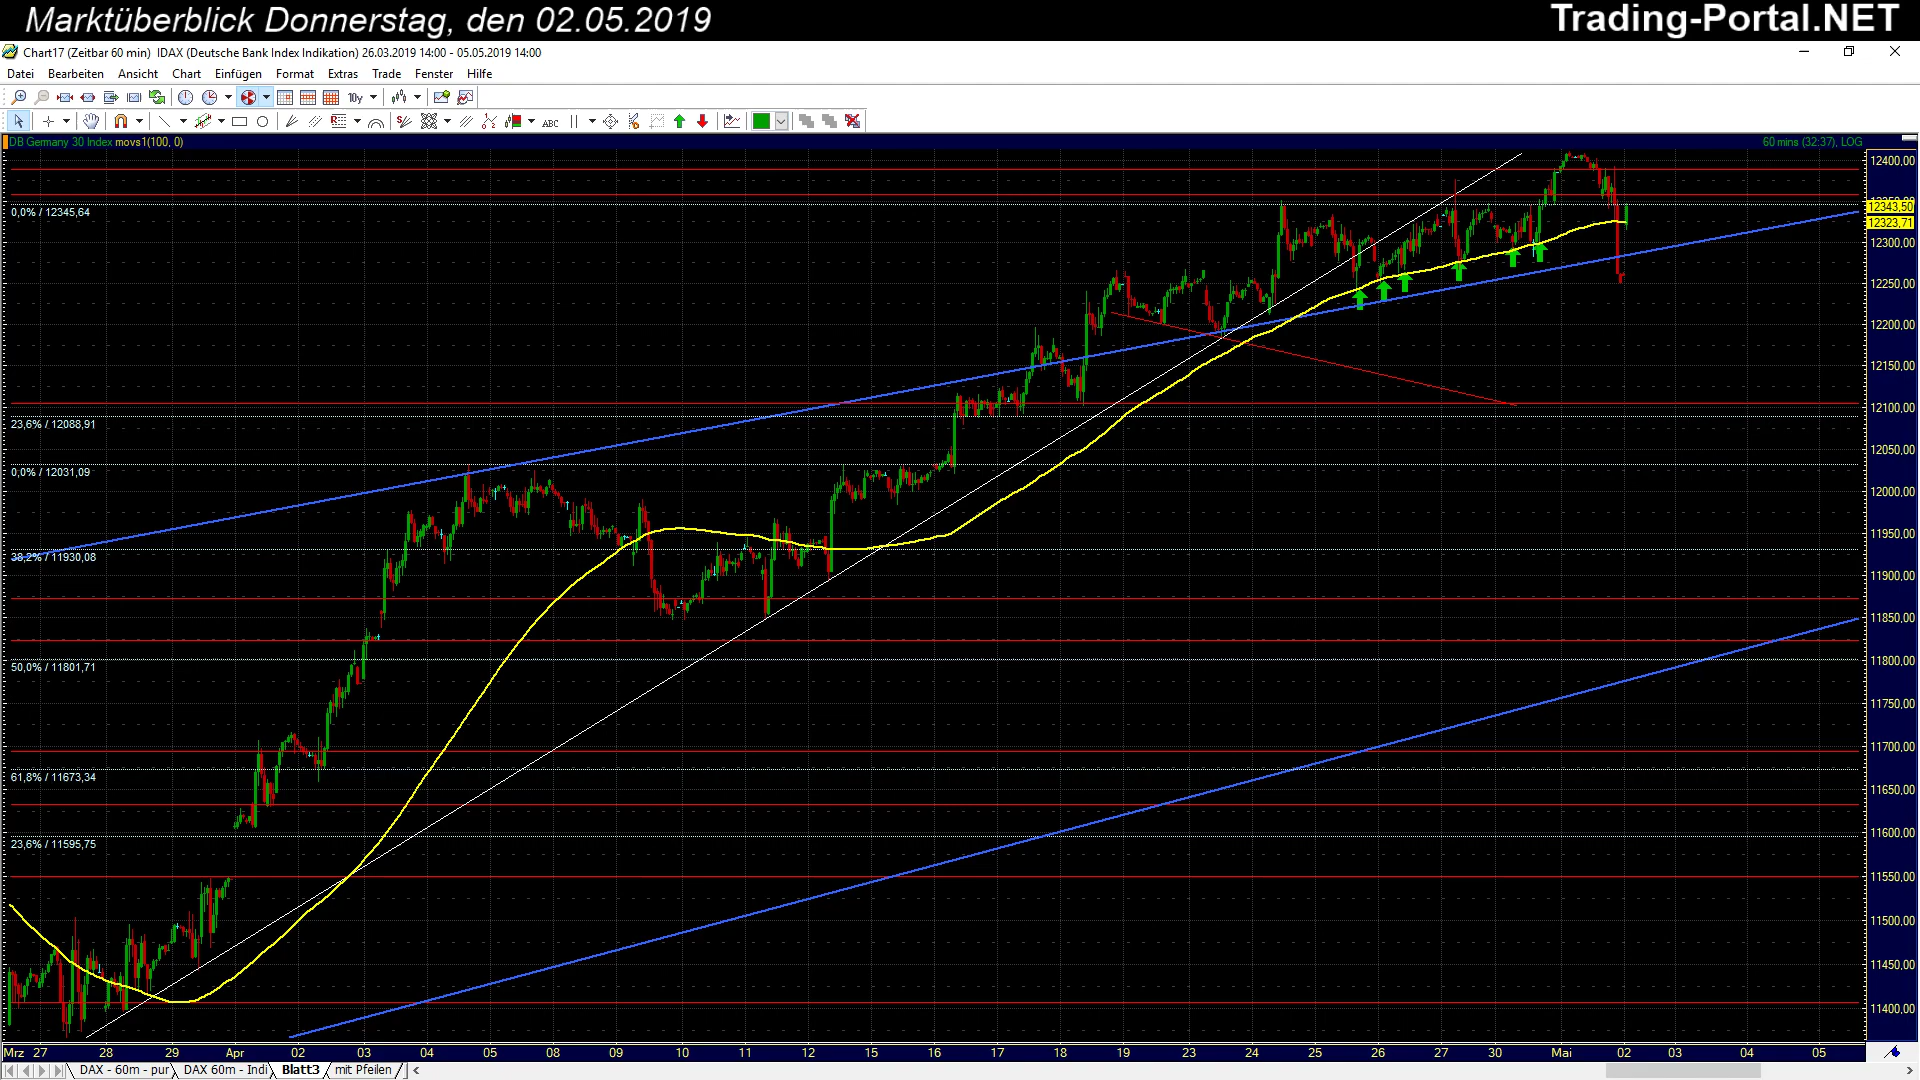 Marktüberblick Donnerstag, den 02.05.2019
Trading-Portal.NET
Chart17 (Zeitbar 60 min) IDAX (Deutsche Bank Index Indikation) 26.03.2019 14:00 - 05.05.2019 14:00
Datei Bearbeiten Ansicht Chart Einfügen Format Extras Trade Fenster Hilfe
10y
ABC
DB Germany 30 Index movs1(100, 0)
60 mins (32:37), LOG
12400,00
0,0% / 12345,64
12343,50
12323,71
12300,00
12250,00
12200,00
12150,00
12100,00
23,6% / 12088,91
12050,00
0,0% / 12031,09
12000,00
11950,00
38,2% / 11930,08
11900,00
11850,00
11800,00
50,0% / 11801,71
11750,00
11700,00
61,8% / 11673,34
11650,00
11600,00
23,6% / 11595,75
11550,00
11500,00
11450,00
11400,00
Mrz 27 28 29 Apr 02 03 04 05 08 09 10 11 12 15 16 17 18 19 23 24 25 26 27 30 Mai 02 03 04 05
DAX - 60m - pur DAX 60m - Indi Blatt3 mit Pfeilen